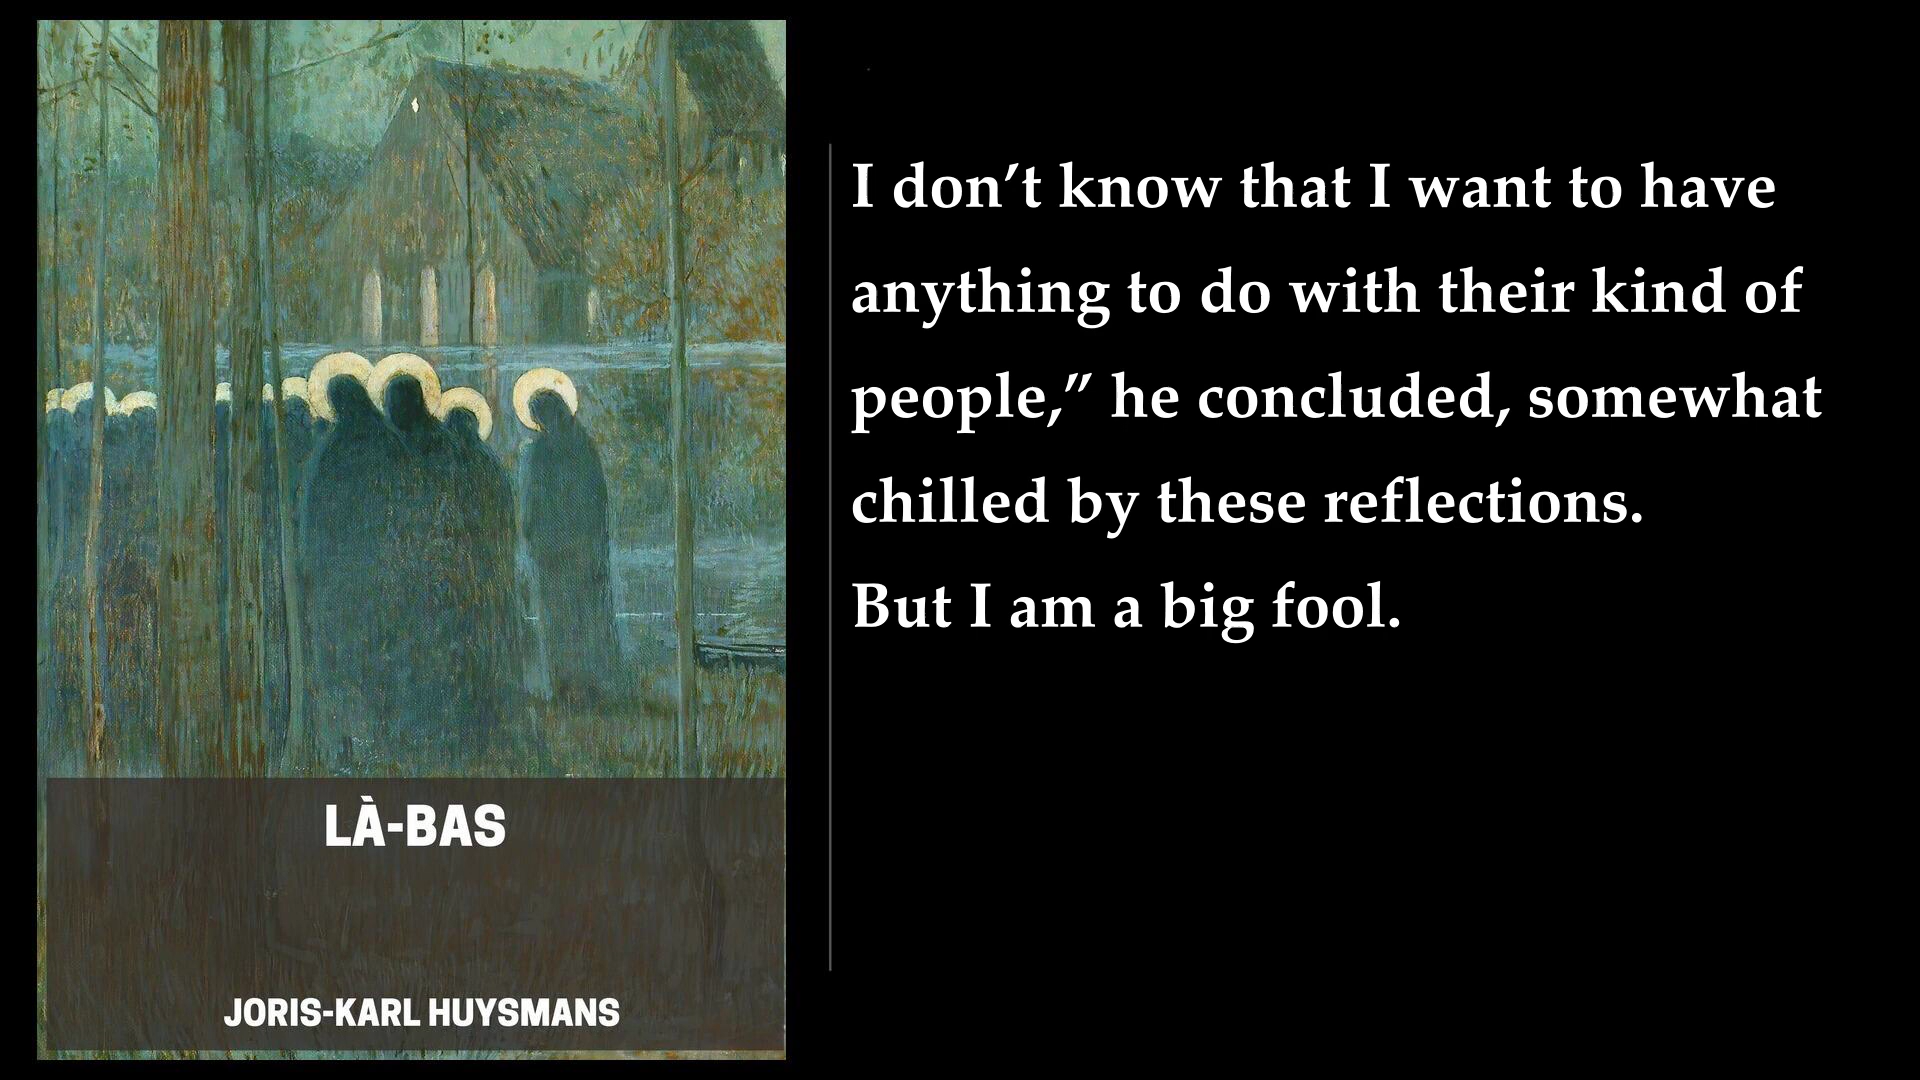 LÀ-BAS
JORIS-KARL HUYSMANS
I don’t know that I want to have
anything to do with their kind of
people,” he concluded, somewhat
chilled by these reflections.
But I am a big fool.